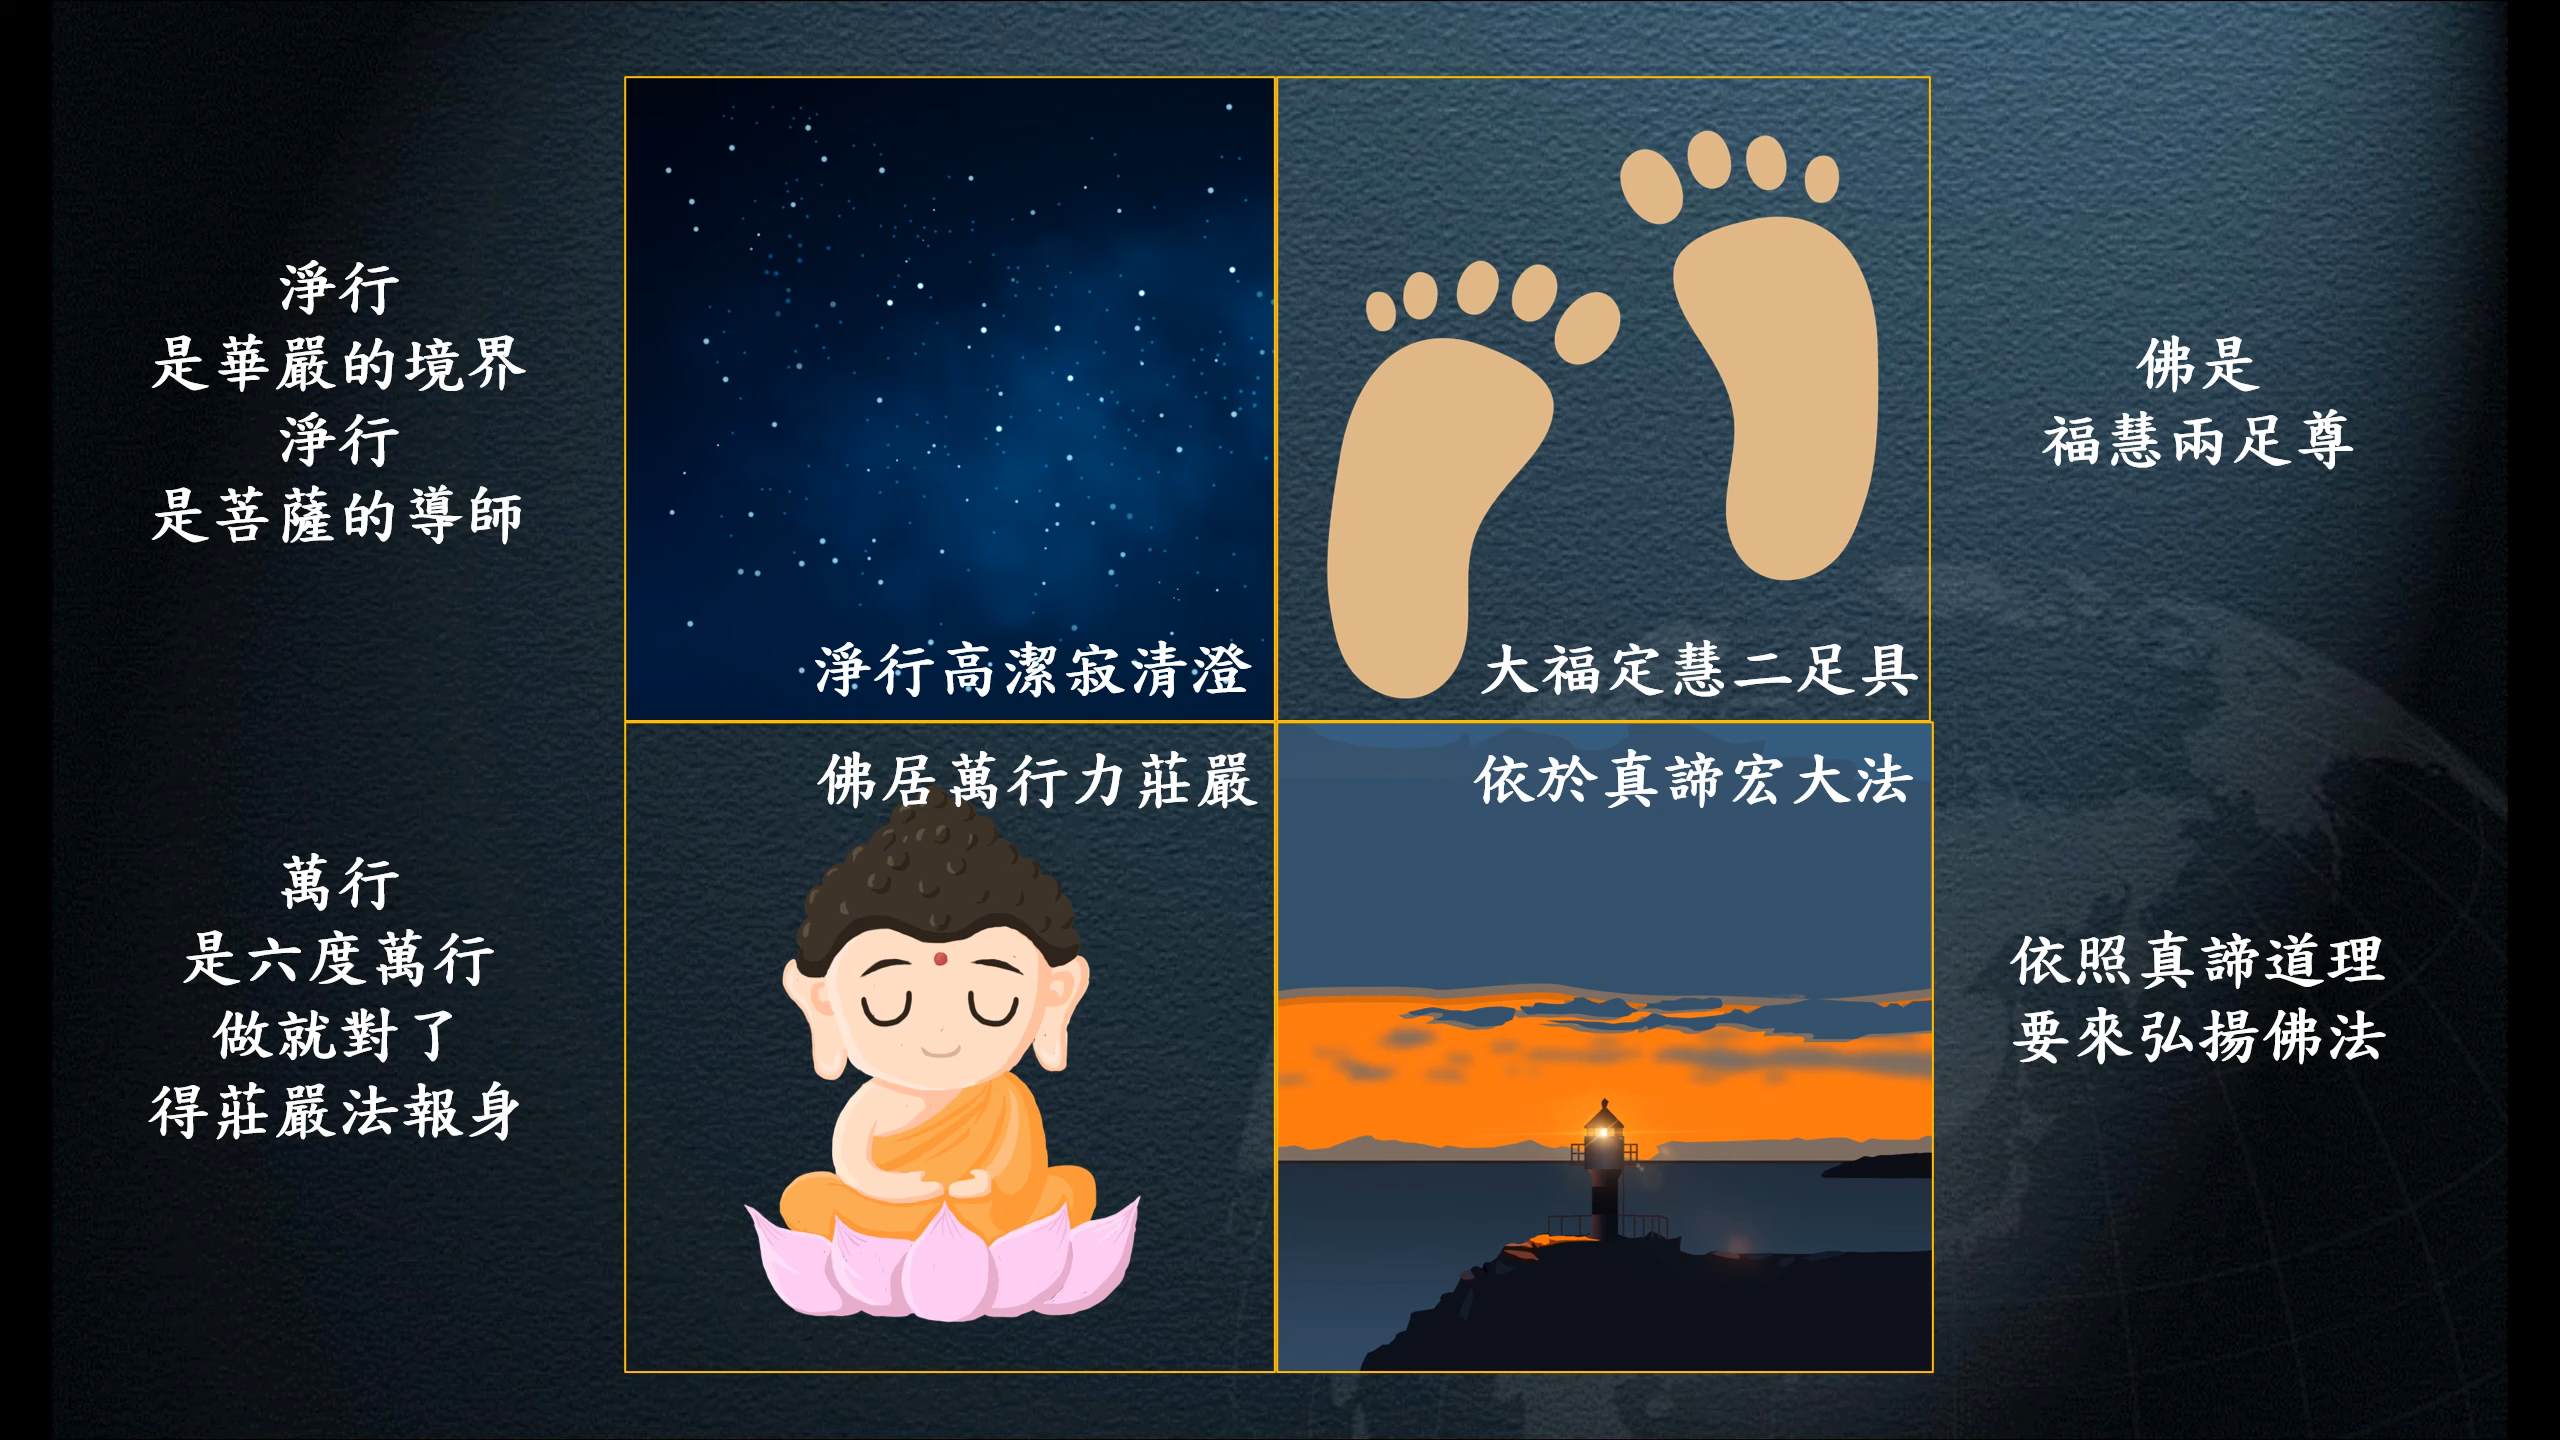 淨行
是華嚴的境界
淨行
是菩薩的導師
淨行高潔寂清澄
大福定慧二足具
佛是
福慧兩足尊
萬行
是六度萬行
做就對了
得莊嚴法報身
佛居萬行力莊嚴
依於真諦宏大法
依照真諦道理
要來弘揚佛法